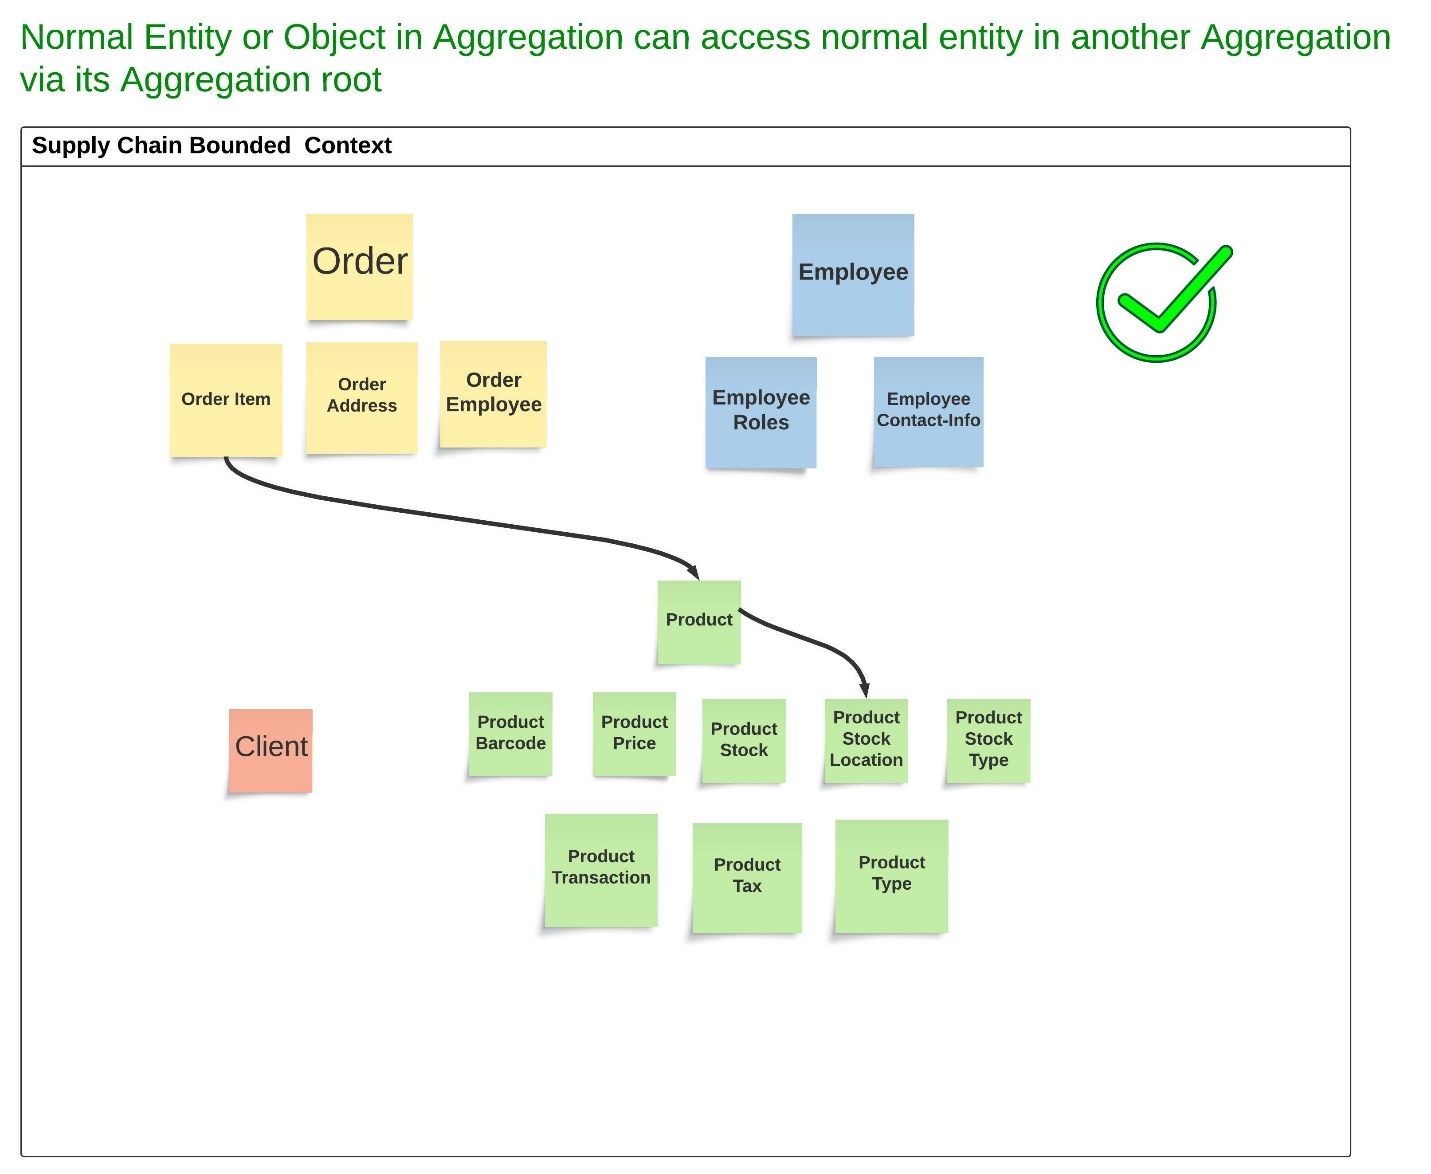 Normal Entity or Object in Aggregation can access normal entity in another Aggregation
via its Aggregation root
Supply Chain Bounded  Context
Order
Employee
Order Item
Order
Address
Order
Employee
Employee
Roles
Employee
Contact-Info
Product
Client
Product
Barcode
Product
Price
Product
Stock
Product
Stock
Location
Product
Stock
Type
Product
Transaction
Product
Tax
Product
Type